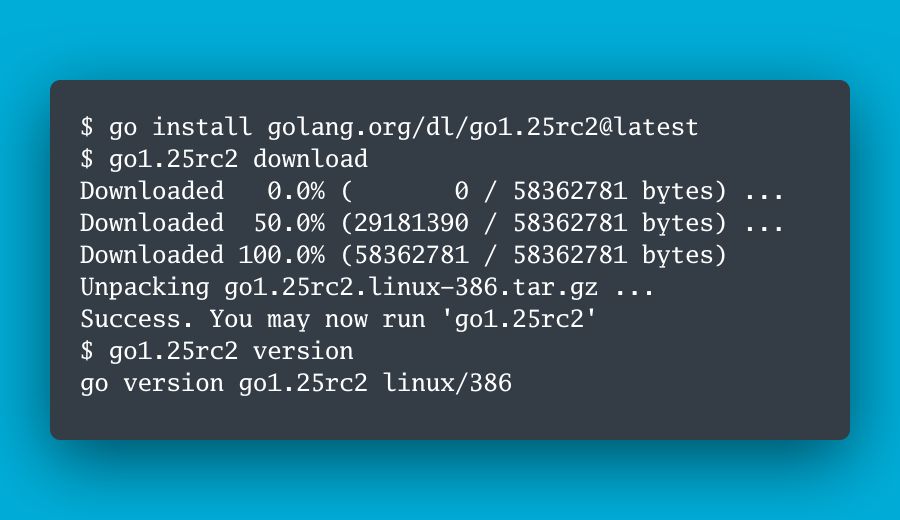 $ go install golang.org/dl/go1.25rc2@latest
$ go1.25rc2 download
Downloaded   0.0% (       0 / 58362781 bytes) ...
Downloaded  50.0% (29181390 / 58362781 bytes) ...
Downloaded 100.0% (58362781 / 58362781 bytes)
Unpacking go1.25rc2.linux-386.tar.gz ...
Success. You may now run 'go1.25rc2'
$ go1.25rc2 version
go version go1.25rc2 linux/386